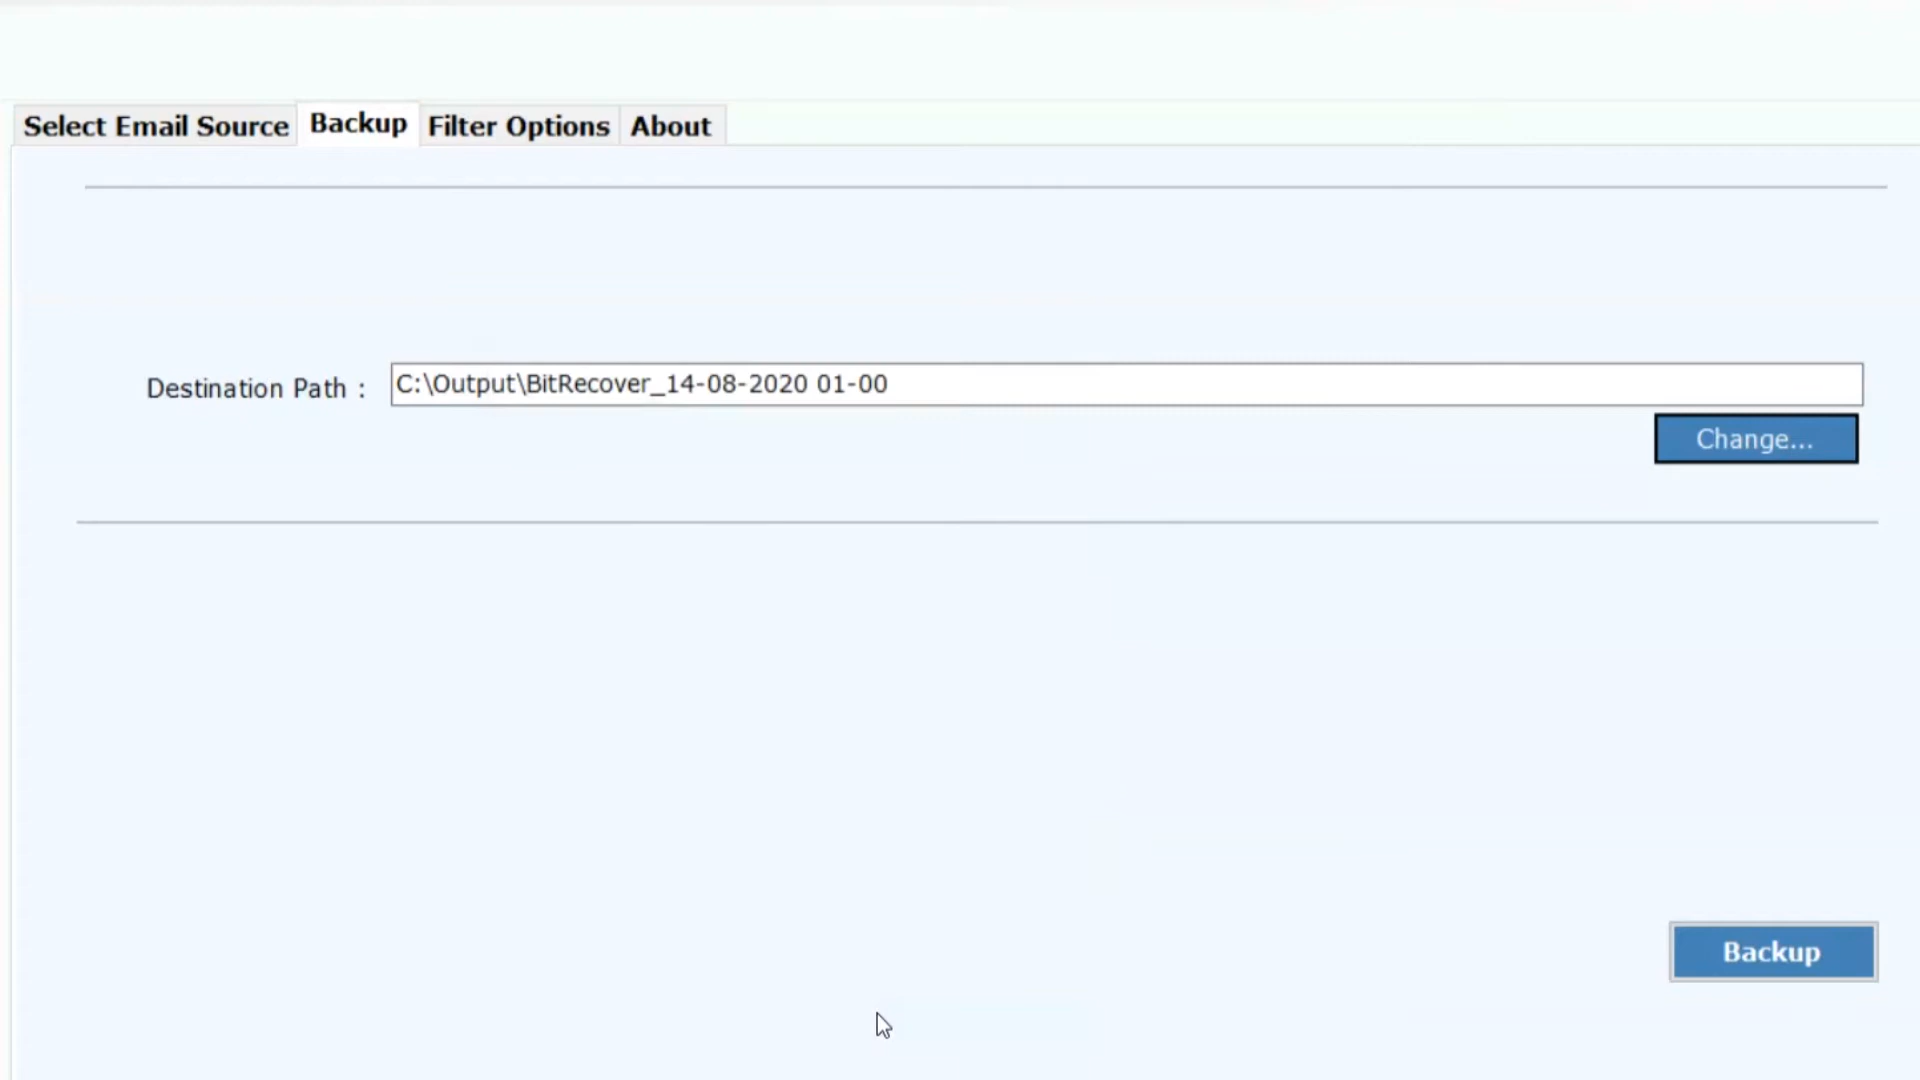 Select Email Source Backup Filter Options About
Destination Path : C:\Output\BitRecover_14-08-2020 01-00
Change...
Backup